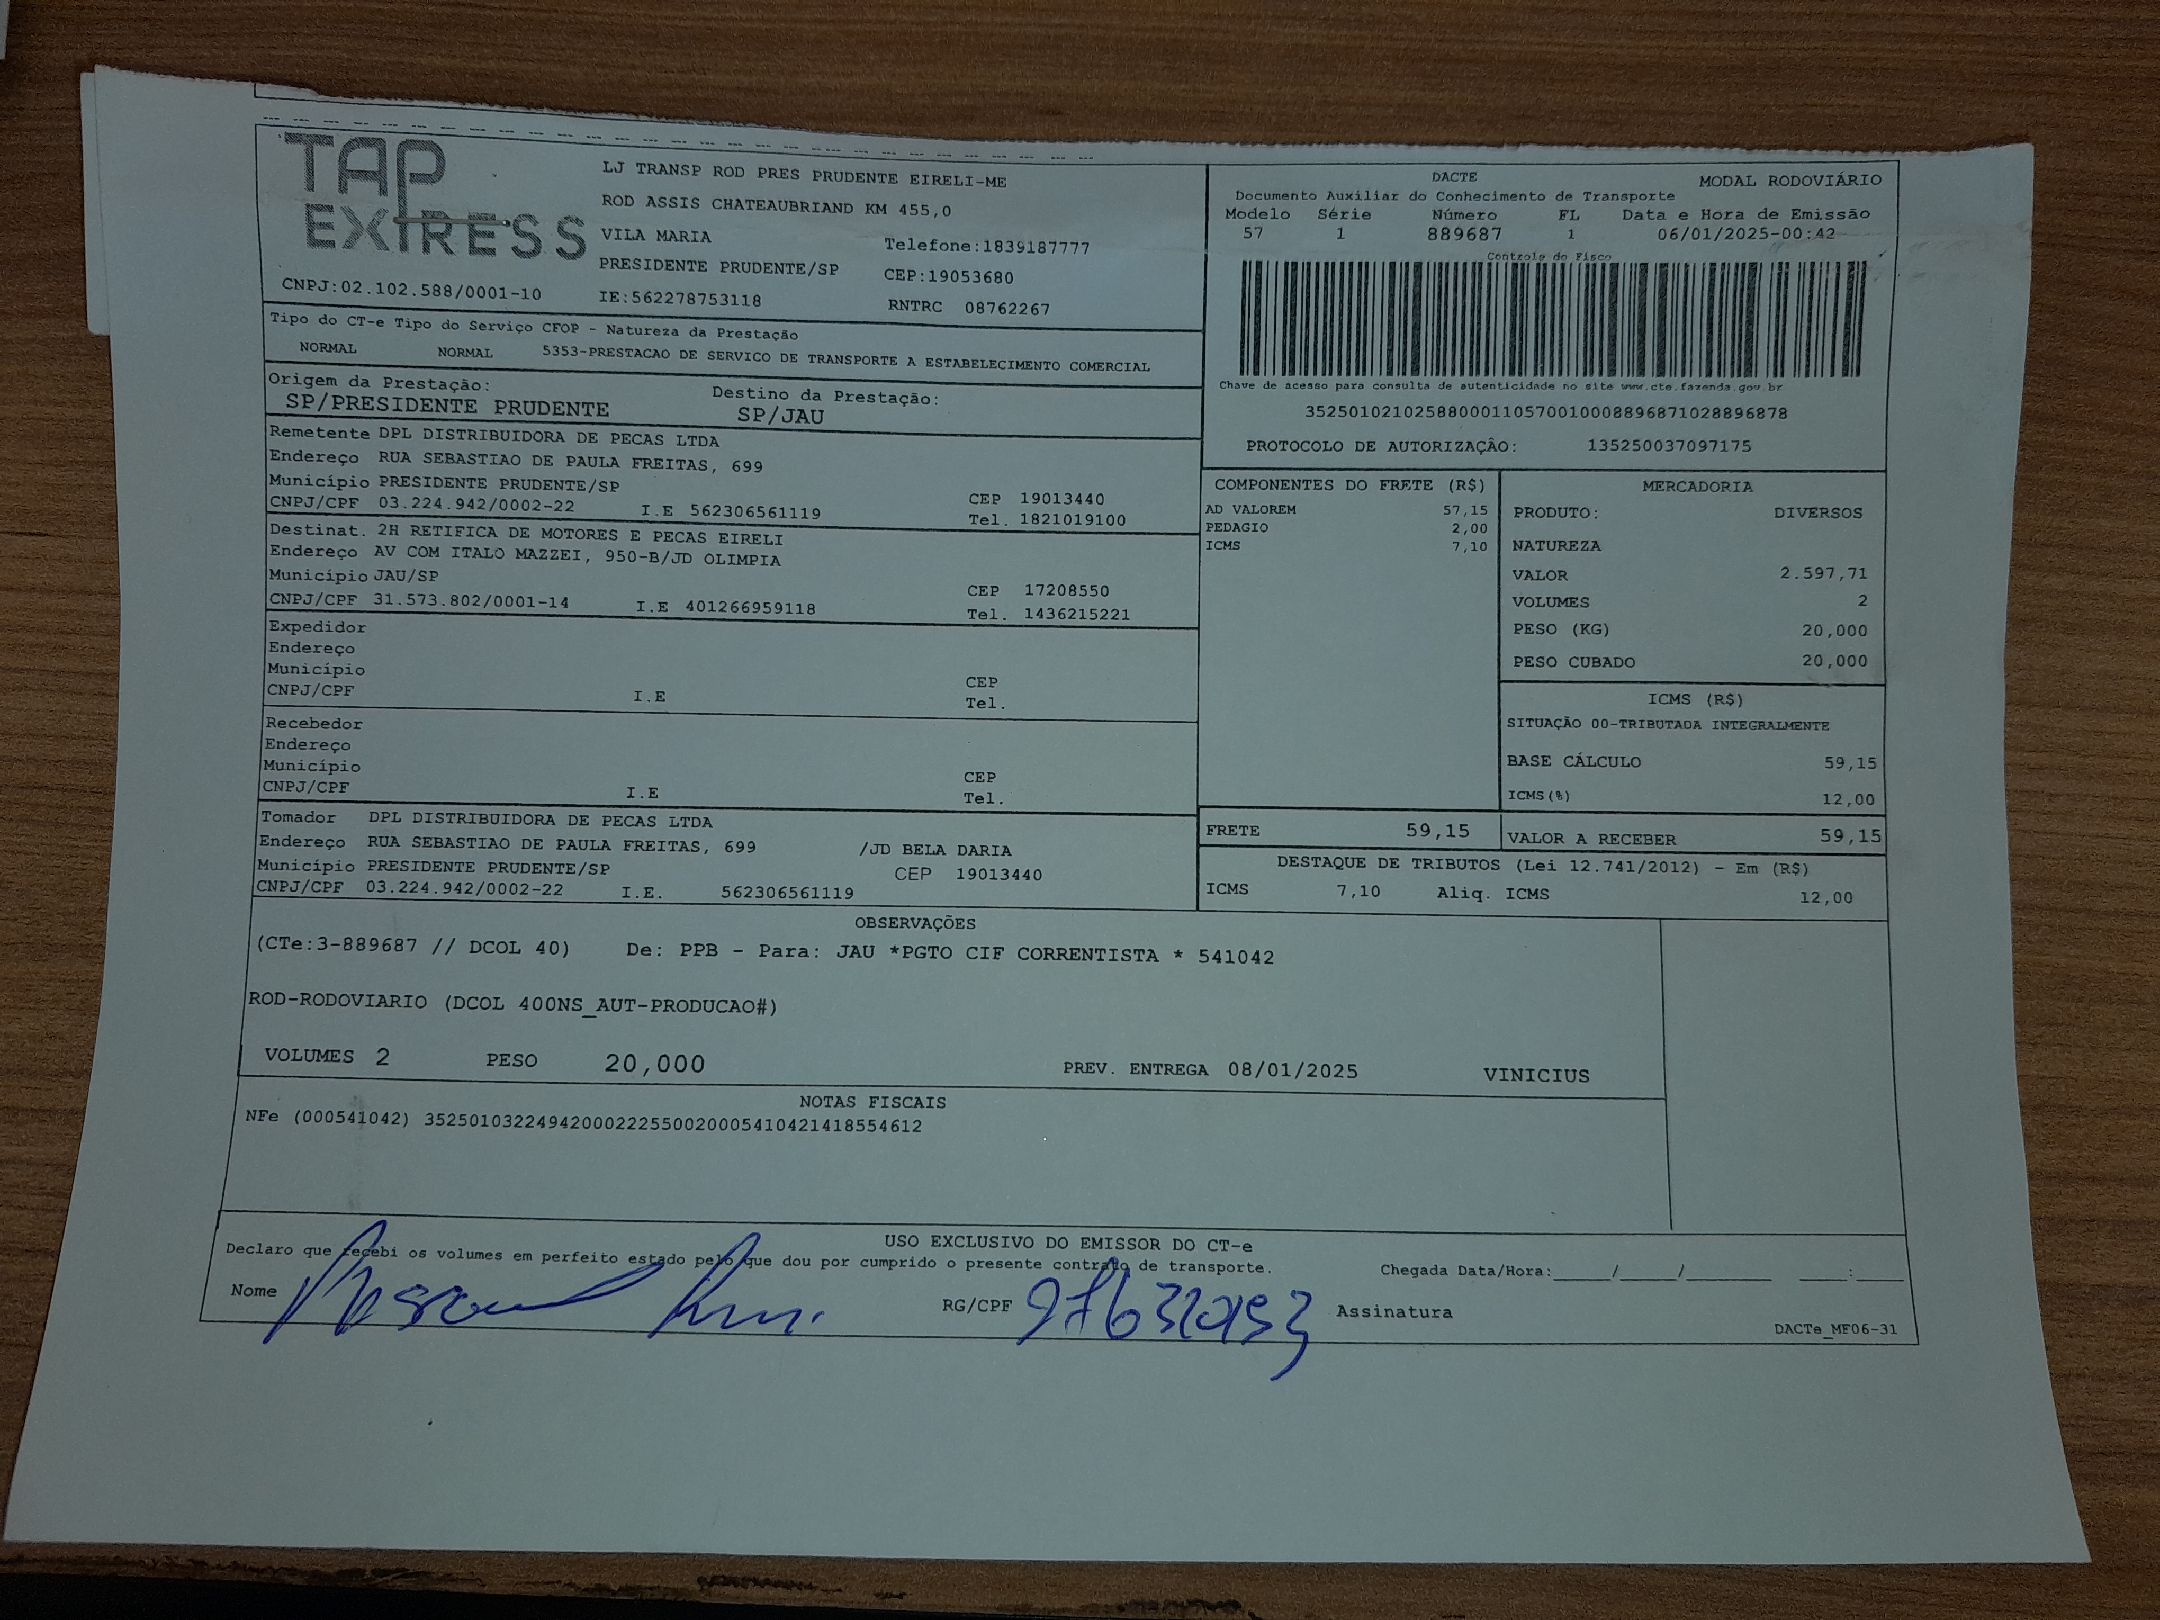 TAP
EXPRESS
LJ TRANSP ROD PRES PRUDENTE EIRELI-ME
ROD ASSIS CHATEAUBRIAND KM 455,0
VILA MARIA Telefone:1839187777
PRESIDENTE PRUDENTE/SP CEP:19053680
CNPJ:02.102.588/0001-10 IE:562278753118 RNTRC 08762267
DACTE MODAL RODOVIÁRIO
Documento Auxiliar do Conhecimento de Transporte
Modelo Série Número FL Data e Hora de Emissão
57 1 889687 1 06/01/2025-00:42
Controle do Fisco
Chave de acesso para consulta de autenticidade no site www.cte.fazenda.gov.br
35250102102588000110570010008896871028896878
PROTOCOLO DE AUTORIZAÇÃO: 135250037097175
Tipo do CT-e Tipo do Serviço CFOP - Natureza da Prestação
NORMAL NORMAL 5353-PRESTACAO DE SERVICO DE TRANSPORTE A ESTABELECIMENTO COMERCIAL
Origem da Prestação: Destino da Prestação:
SP/PRESIDENTE PRUDENTE SP/JAU
Remetente DPL DISTRIBUIDORA DE PECAS LTDA
Endereço RUA SEBASTIAO DE PAULA FREITAS, 699
Município PRESIDENTE PRUDENTE/SP CEP 19013440
CNPJ/CPF 03.224.942/0002-22 I.E 562306561119 Tel. 1821019100
Destinat. 2H RETIFICA DE MOTORES E PECAS EIRELI
Endereço AV COM ITALO MAZZEI, 950-B/JD OLIMPIA
Município JAU/SP CEP 17208550
CNPJ/CPF 31.573.802/0001-14 I.E 401266959118 Tel. 1436215221
Expedidor
Endereço
Município CEP
CNPJ/CPF I.E Tel.
Recebedor
Endereço
Município CEP
CNPJ/CPF I.E Tel.
Tomador DPL DISTRIBUIDORA DE PECAS LTDA
Endereço RUA SEBASTIAO DE PAULA FREITAS, 699 /JD BELA DARIA
Município PRESIDENTE PRUDENTE/SP CEP 19013440
CNPJ/CPF 03.224.942/0002-22 I.E. 562306561119
COMPONENTES DO FRETE (R$)
AD VALOREM 57,15
PEDAGIO 2,00
ICMS 7,10
MERCADORIA
PRODUTO: DIVERSOS
NATUREZA
VALOR 2.597,71
VOLUMES 2
PESO (KG) 20,000
PESO CUBADO 20,000
ICMS (R$)
SITUAÇÃO 00-TRIBUTADA INTEGRALMENTE
BASE CÁLCULO 59,15
ICMS(%) 12,00
FRETE 59,15 VALOR A RECEBER 59,15
DESTAQUE DE TRIBUTOS (Lei 12.741/2012) - Em (R$)
ICMS 7,10 Aliq. ICMS 12,00
OBSERVAÇÕES
(CTe:3-889687 // DCOL 40) De: PPB - Para: JAU *PGTO CIF CORRENTISTA * 541042
ROD-RODOVIARIO (DCOL 400NS_AUT-PRODUCAO#)
VOLUMES 2 PESO 20,000 PREV. ENTREGA 08/01/2025 VINICIUS
NOTAS FISCAIS
NFe (000541042) 35250103224942000222550020005410421418554612
USO EXCLUSIVO DO EMISSOR DO CT-e
Declaro que recebi os volumes em perfeito estado pelo que dou por cumprido o presente contrato de transporte. Chegada Data/Hora:_____/_____/_______ ____:____
Nome RG/CPF Assinatura
DACTe_MF06-31